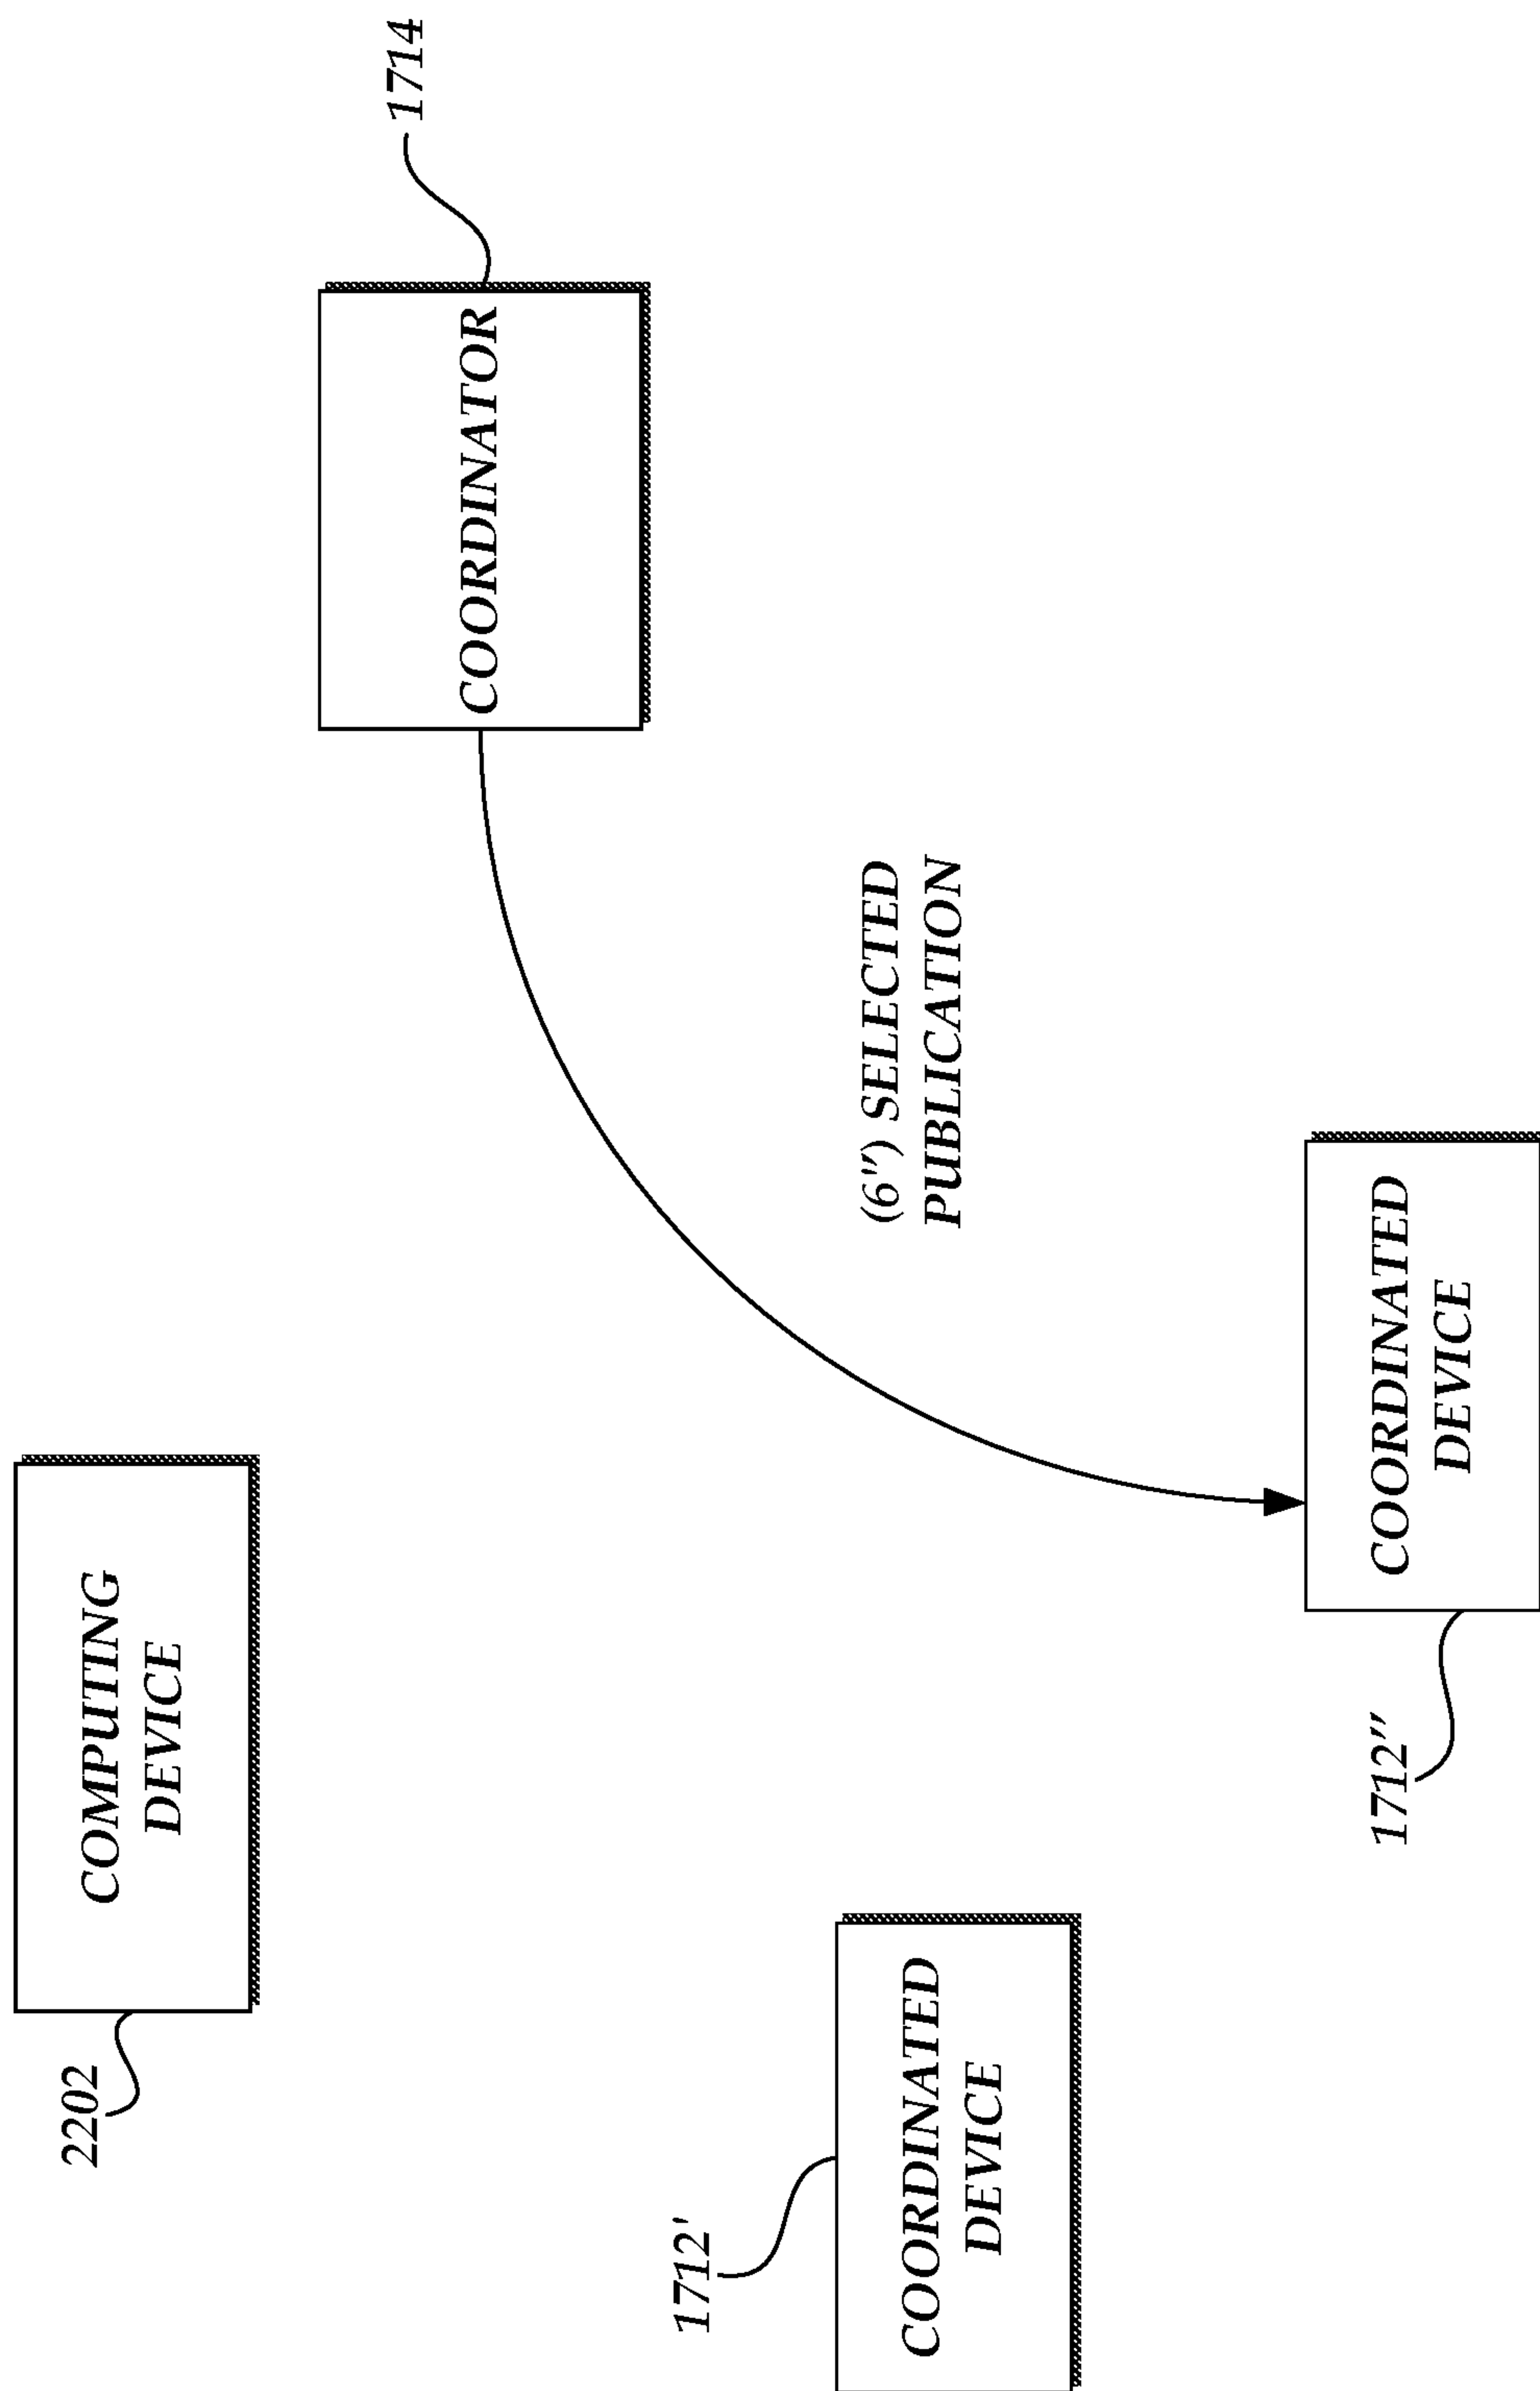 2202
COMPUTING
DEVICE
1714
COORDINATOR
1712'
COORDINATED
DEVICE
(6") SELECTED
PUBLICATION
1712"
COORDINATED
DEVICE